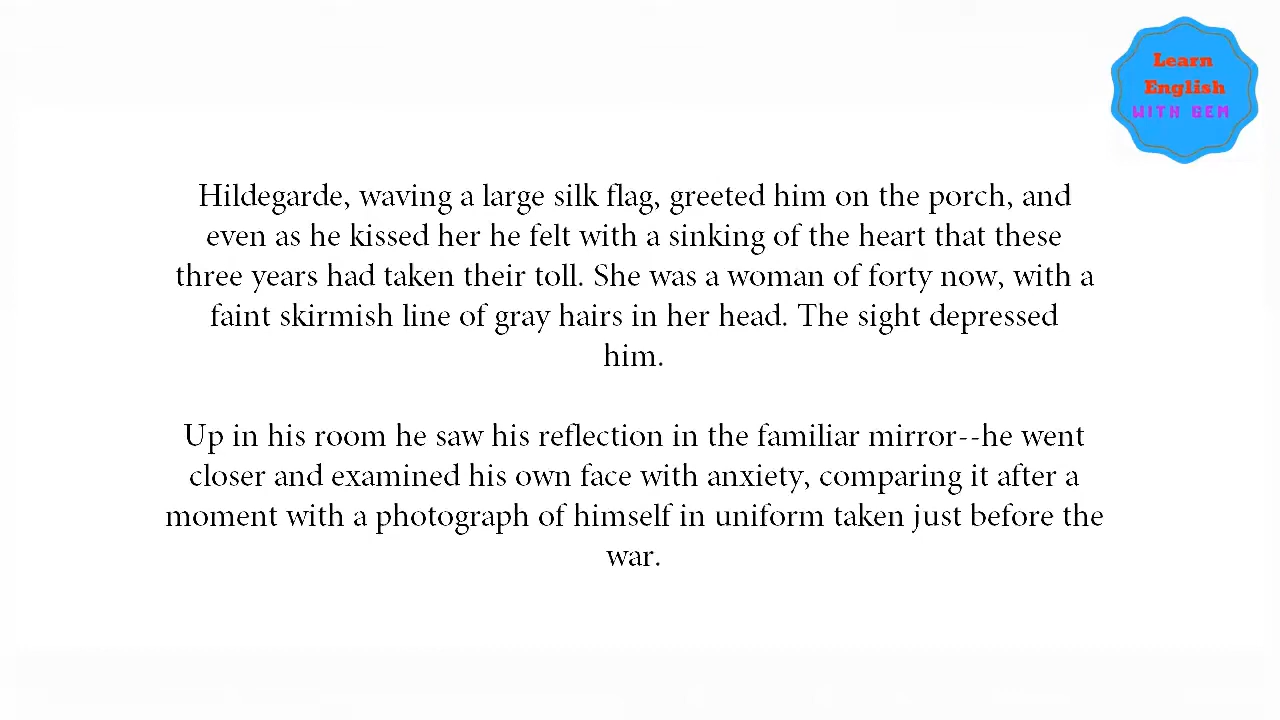 Learn
English
WITH GEM
Hildegarde, waving a large silk flag, greeted him on the porch, and
even as he kissed her he felt with a sinking of the heart that these
three years had taken their toll. She was a woman of forty now, with a
faint skirmish line of gray hairs in her head. The sight depressed
him.
Up in his room he saw his reflection in the familiar mirror--he went
closer and examined his own face with anxiety, comparing it after a
moment with a photograph of himself in uniform taken just before the
war.